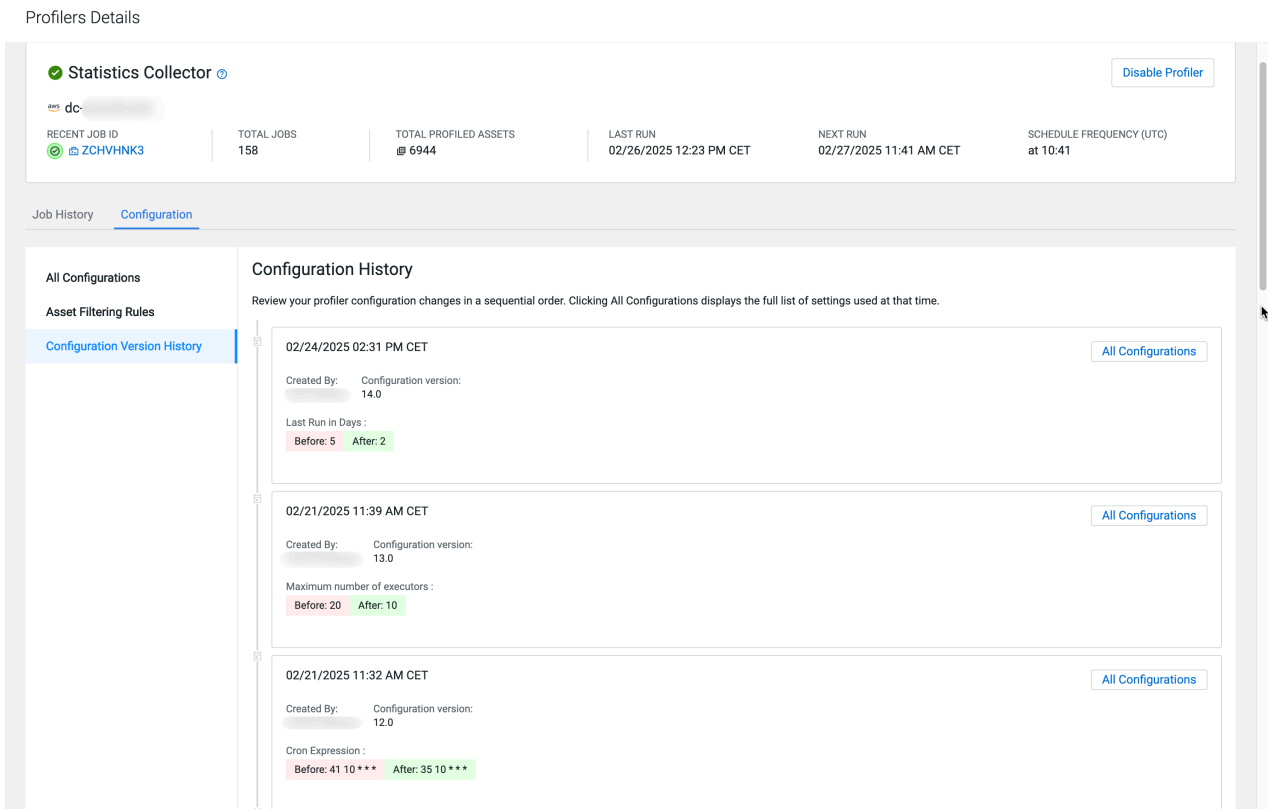 Profilers Details
Statistics Collector
Disable Profiler
aws dc-
RECENT JOB ID
ZCHVHNK3
TOTAL JOBS
158
TOTAL PROFILED ASSETS
6944
LAST RUN
02/26/2025 12:23 PM CET
NEXT RUN
02/27/2025 11:41 AM CET
SCHEDULE FREQUENCY (UTC)
at 10:41
Job History
Configuration
All Configurations
Asset Filtering Rules
Configuration Version History
Configuration History
Review your profiler configuration changes in a sequential order. Clicking All Configurations displays the full list of settings used at that time.
02/24/2025 02:31 PM CET
All Configurations
Created By:
Configuration version:
14.0
Last Run in Days :
Before: 5 After: 2
02/21/2025 11:39 AM CET
All Configurations
Created By:
Configuration version:
13.0
Maximum number of executors :
Before: 20 After: 10
02/21/2025 11:32 AM CET
All Configurations
Created By:
Configuration version:
12.0
Cron Expression :
Before: 41 10 * * * After: 35 10 * * *